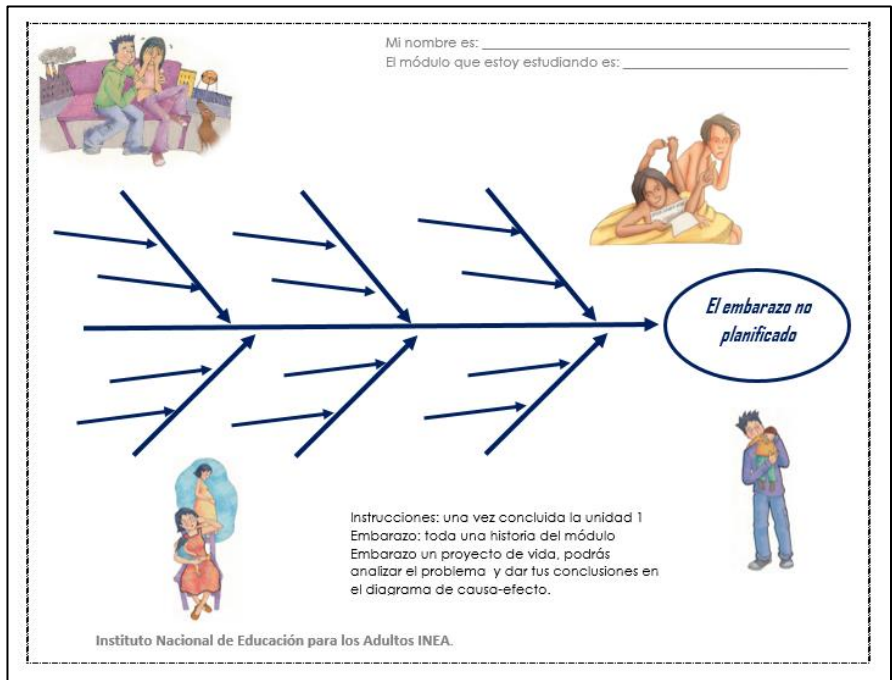 Mi nombre es:
El módulo que estoy estudiando es:
El embarazo no
planificado
Instrucciones: una vez concluida la unidad 1
Embarazo: toda una historia del módulo
Embarazo un proyecto de vida, podrás
analizar el problema y dar tus conclusiones en
el diagrama de causa-efecto.
Instituto Nacional de Educación para los Adultos INEA.